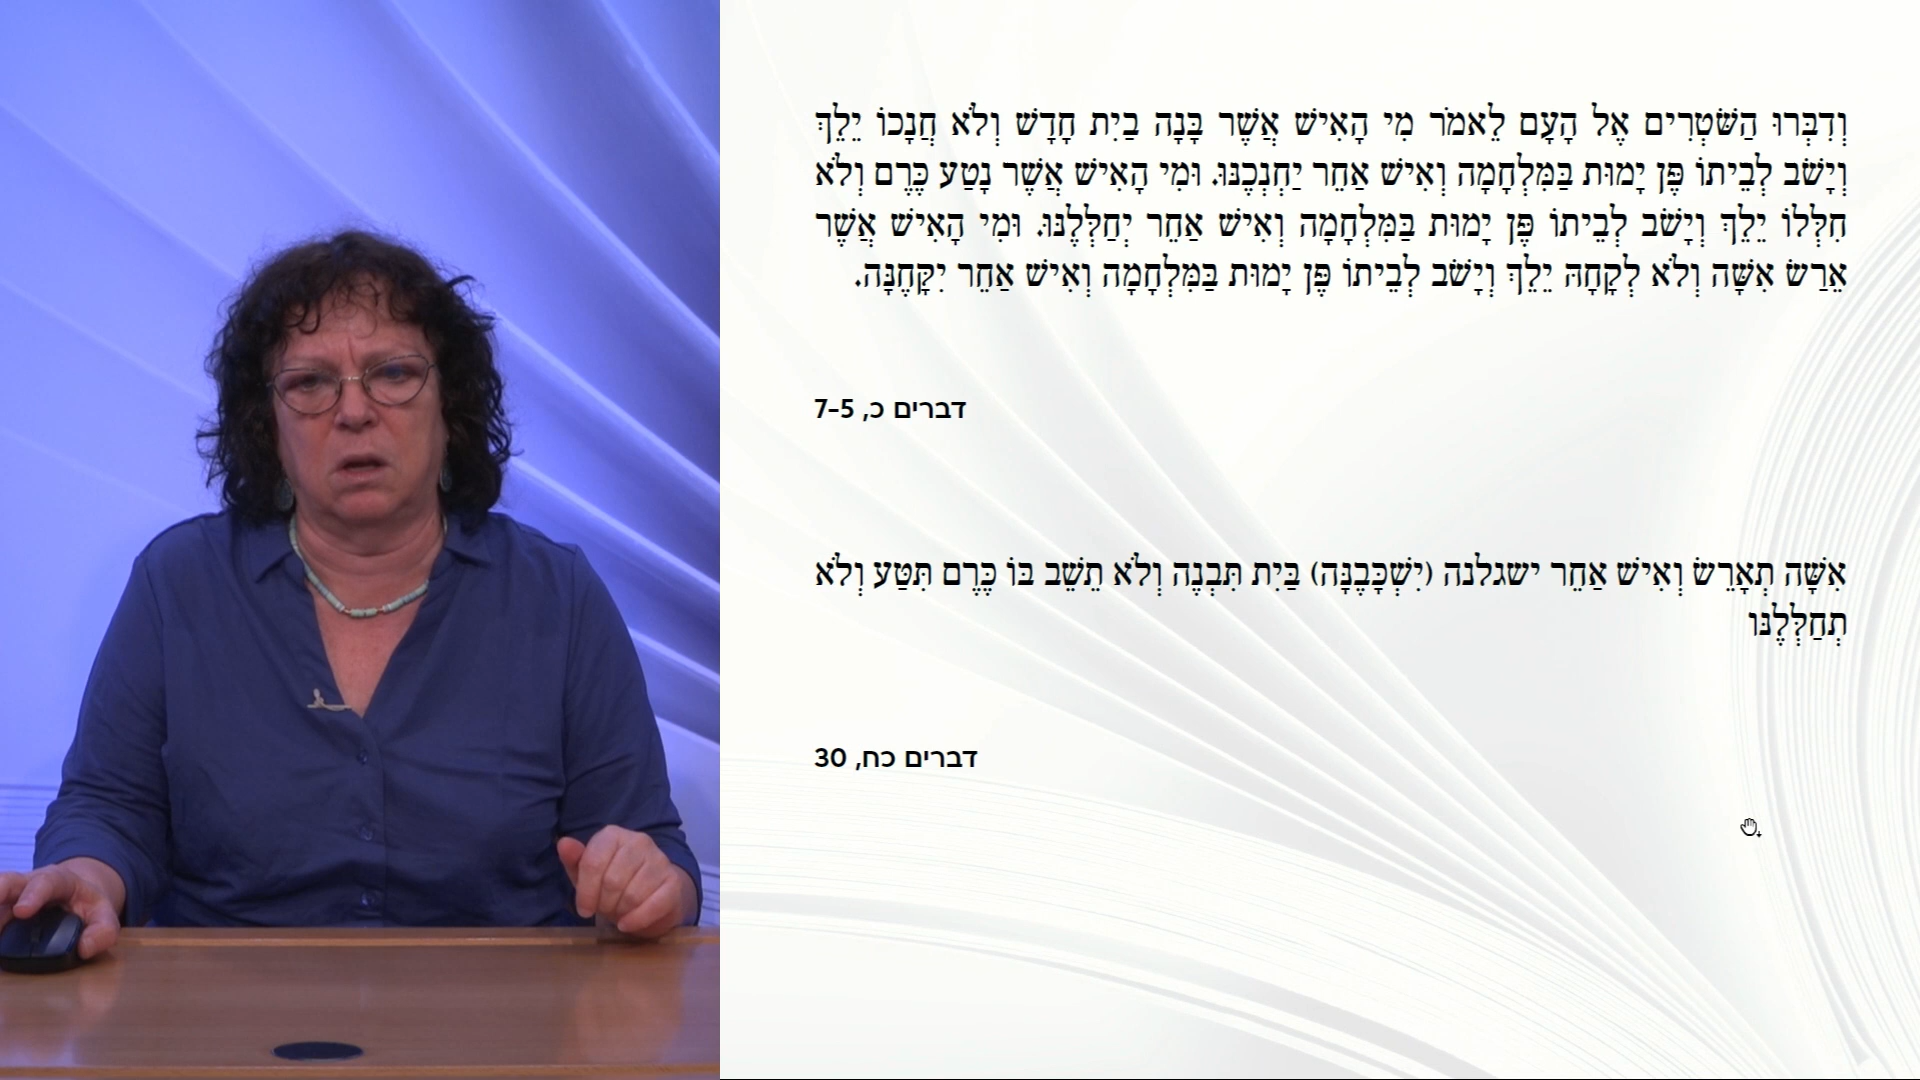 וְדִבְּרוּ הַשֹּׁטְרִים אֶל הָעָם לֵאמֹר מִי הָאִישׁ אֲשֶׁר בָּנָה בַיִת חָדָשׁ וְלֹא חֲנָכוֹ יֵלֵךְ
וְיָשֹׁב לְבֵיתוֹ פֶּן יָמוּת בַּמִּלְחָמָה וְאִישׁ אַחֵר יַחְנְכֶנּוּ. וּמִי הָאִישׁ אֲשֶׁר נָטַע כֶּרֶם וְלֹא
חִלְּלוֹ יֵלֵךְ וְיָשֹׁב לְבֵיתוֹ פֶּן יָמוּת בַּמִּלְחָמָה וְאִישׁ אַחֵר יְחַלְּלֶנּוּ. וּמִי הָאִישׁ אֲשֶׁר
אֵרַשׂ אִשָּׁה וְלֹא לְקָחָהּ יֵלֵךְ וְיָשֹׁב לְבֵיתוֹ פֶּן יָמוּת בַּמִּלְחָמָה וְאִישׁ אַחֵר יִקָּחֶנָּה.
דברים כ, 5–7
אִשָּׁה תְאָרֵשׂ וְאִישׁ אַחֵר ישגלנה (יִשְׁכָּבֶנָּה) בַּיִת תִּבְנֶה וְלֹא תֵשֵׁב בּוֹ כֶּרֶם תִּטַּע וְלֹא
תְחַלְּלֶנּוּ
דברים כח, 30